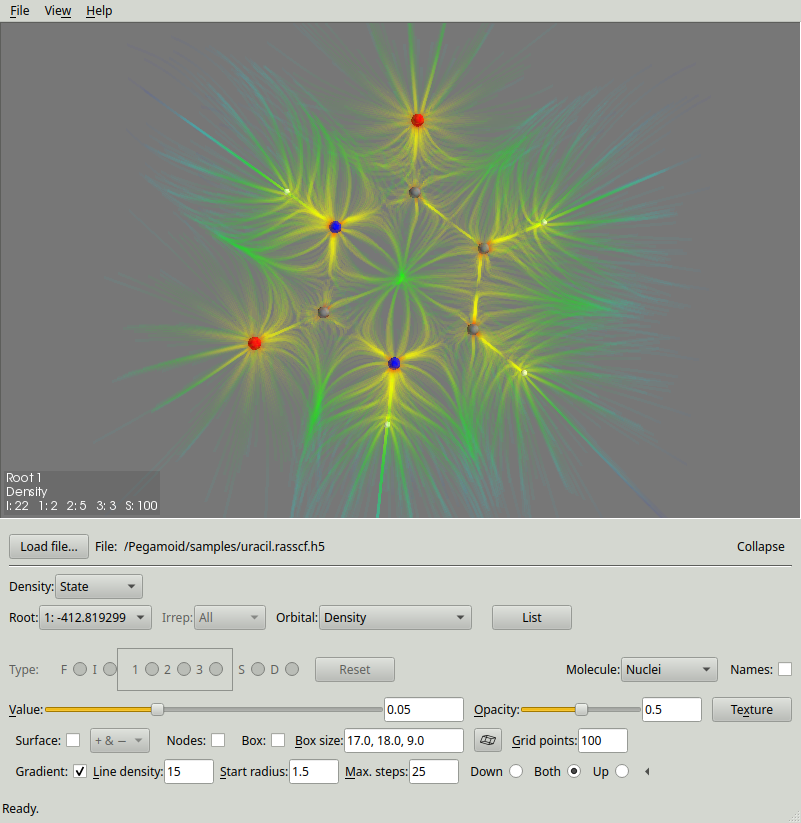 File View Help
Root 1
Density
I: 22 1: 2 2: 5 3: 3 S: 100
Load file... File: /Pegamoid/samples/uracil.rasscf.h5 Collapse
Density: State
Root: 1: -412.819299 Irrep: All Orbital: Density List
Type: F I 1 2 3 S D Reset Molecule: Nuclei Names:
Value: 0.05 Opacity: 0.5 Texture
Surface: + & − Nodes: Box: Box size: 17.0, 18.0, 9.0 Grid points: 100
Gradient: Line density: 15 Start radius: 1.5 Max. steps: 25 Down Both Up
Ready.